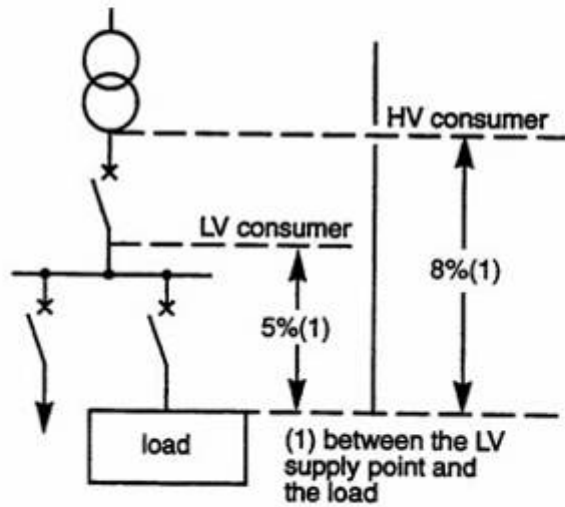 HV consumer
LV consumer
8%(1)
5%(1)
load
(1) between the LV
supply point and
the load